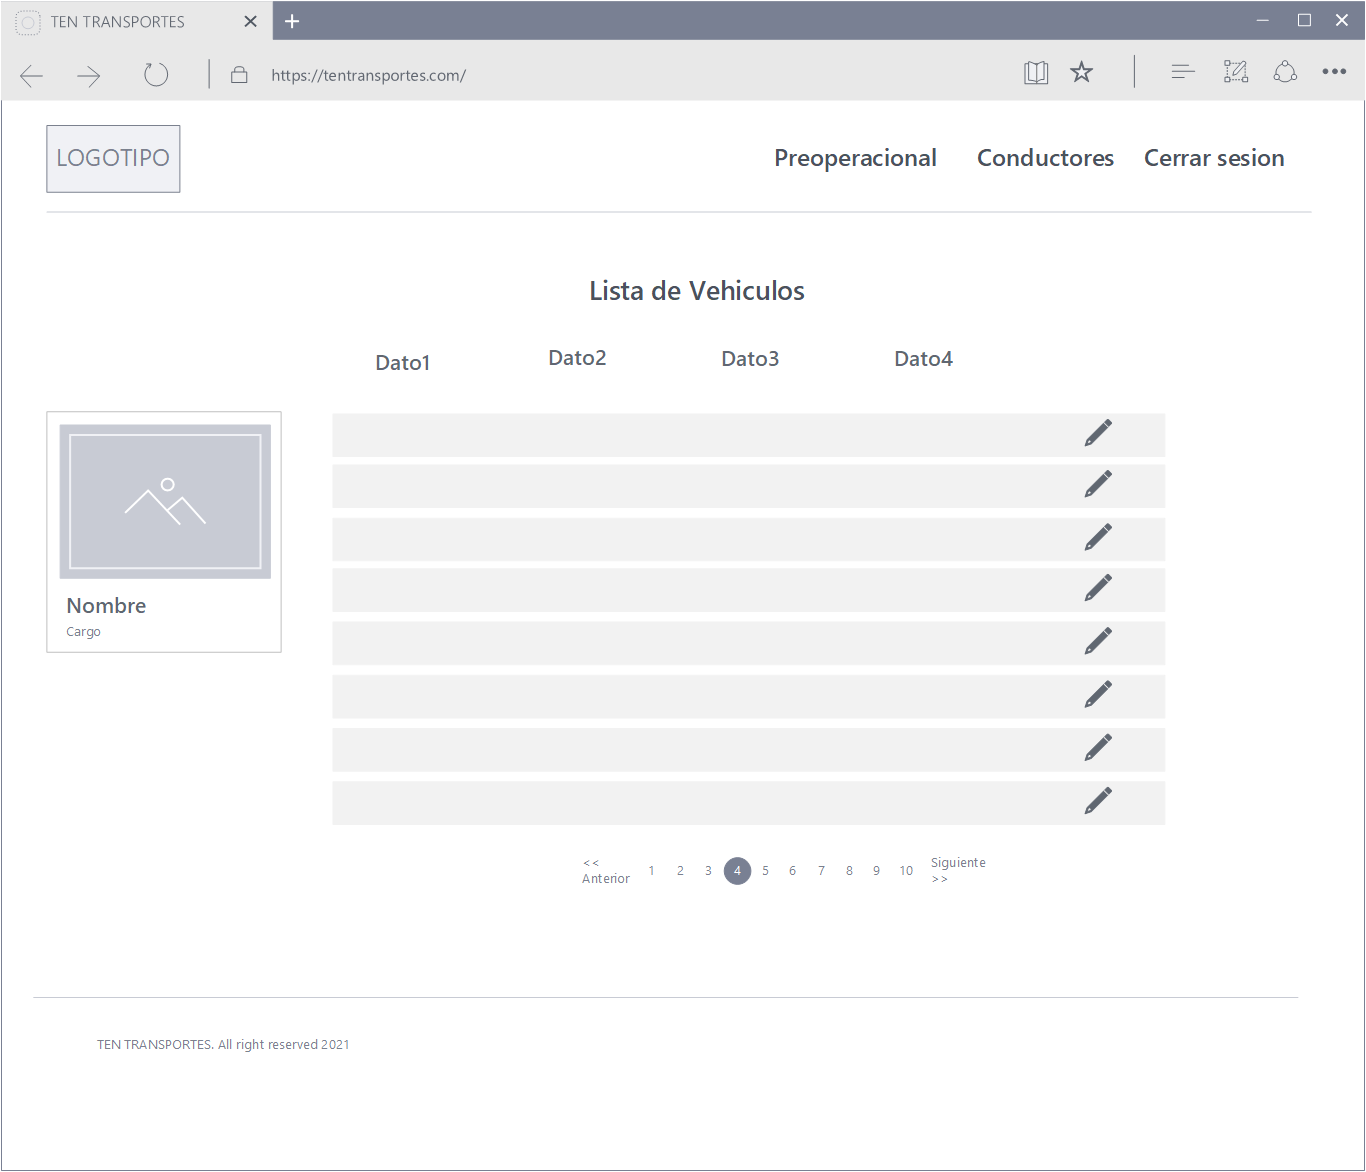 TEN TRANSPORTES
https://tentransportes.com/
LOGOTIPO
Preoperacional Conductores Cerrar sesion
Lista de Vehiculos
Dato1 Dato2 Dato3 Dato4
Nombre
Cargo
<< Anterior 1 2 3 4 5 6 7 8 9 10 Siguiente >>
TEN TRANSPORTES. All right reserved 2021